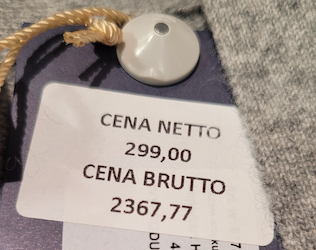 CENA NETTO
299,00
CENA BRUTTO
2367,77